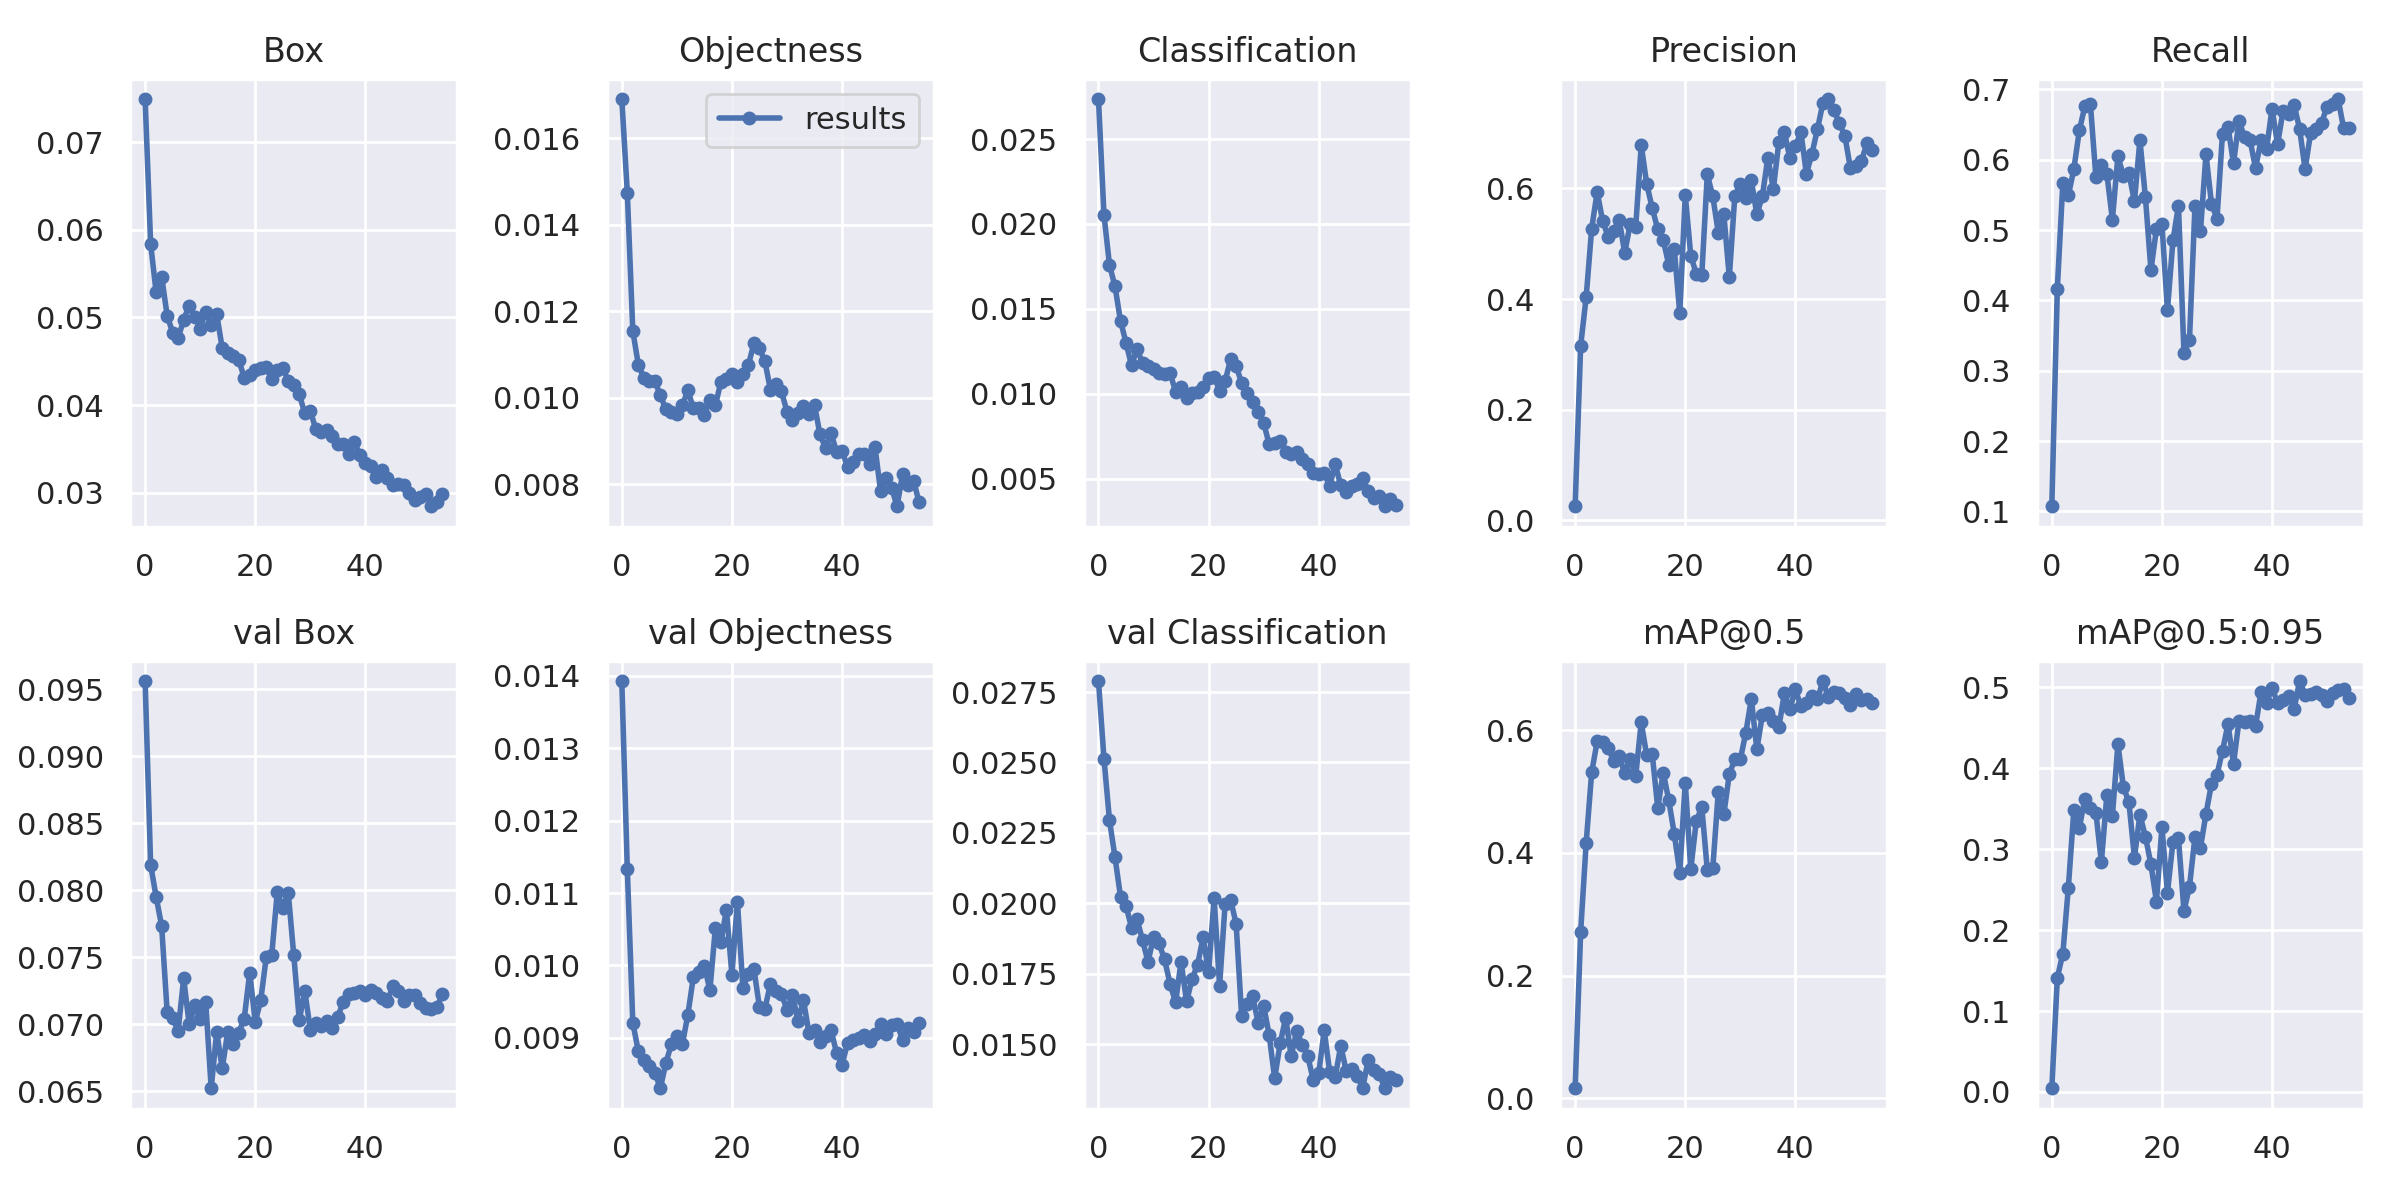 Box
Objectness
Classification
Precision
Recall
0.07
0.06
0.05
0.04
0.03
0 20 40
results
0.016
0.014
0.012
0.010
0.008
0 20 40
0.025
0.020
0.015
0.010
0.005
0 20 40
0.6
0.4
0.2
0.0
0 20 40
0.7
0.6
0.5
0.4
0.3
0.2
0.1
0 20 40
val Box
val Objectness
val Classification
mAP@0.5
mAP@0.5:0.95
0.095
0.090
0.085
0.080
0.075
0.070
0.065
0 20 40
0.014
0.013
0.012
0.011
0.010
0.009
0 20 40
0.0275
0.0250
0.0225
0.0200
0.0175
0.0150
0 20 40
0.6
0.4
0.2
0.0
0 20 40
0.5
0.4
0.3
0.2
0.1
0.0
0 20 40